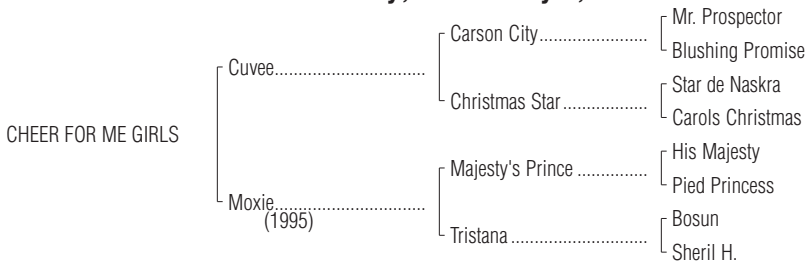 Mr. Prospector
Carson City
Blushing Promise
Cuvee
Star de Naskra
Christmas Star
Carols Christmas
CHEER FOR ME GIRLS
His Majesty
Majesty's Prince
Pied Princess
Moxie
(1995)
Bosun
Tristana
Sheril H.